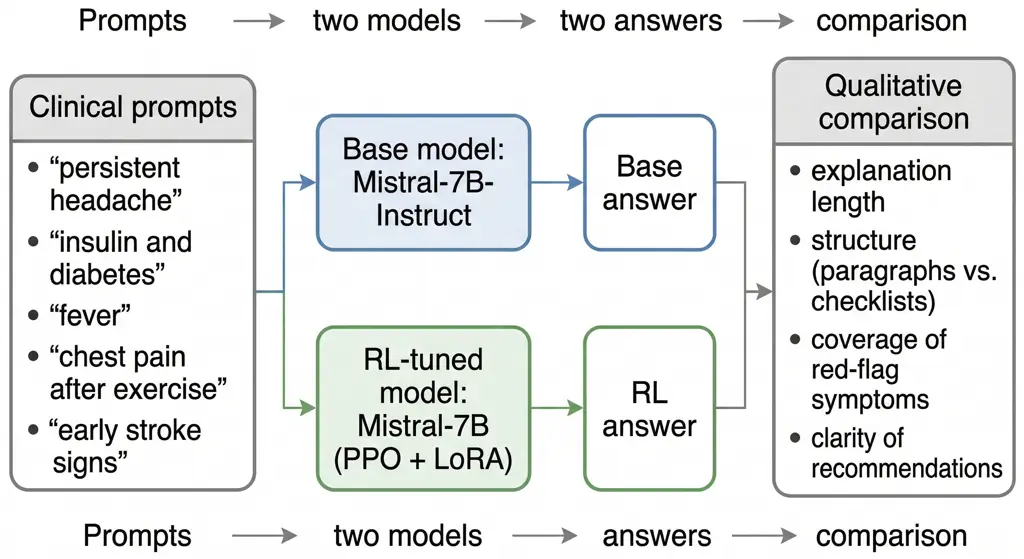 Prompts → two models → two answers → comparison
Clinical prompts
• “persistent
headache”
• “insulin and
diabetes”
• “fever”
• “chest pain
after exercise”
• “early stroke
signs”
Base model:
Mistral-7B-
Instruct
Base
answer
RL-tuned
model:
Mistral-7B
(PPO + LoRA)
RL
answer
Qualitative
comparison
• explanation
length
• structure
(paragraphs vs.
checklists)
• coverage of
red-flag
symptoms
• clarity of
recommendations
Prompts → two models → answers → comparison